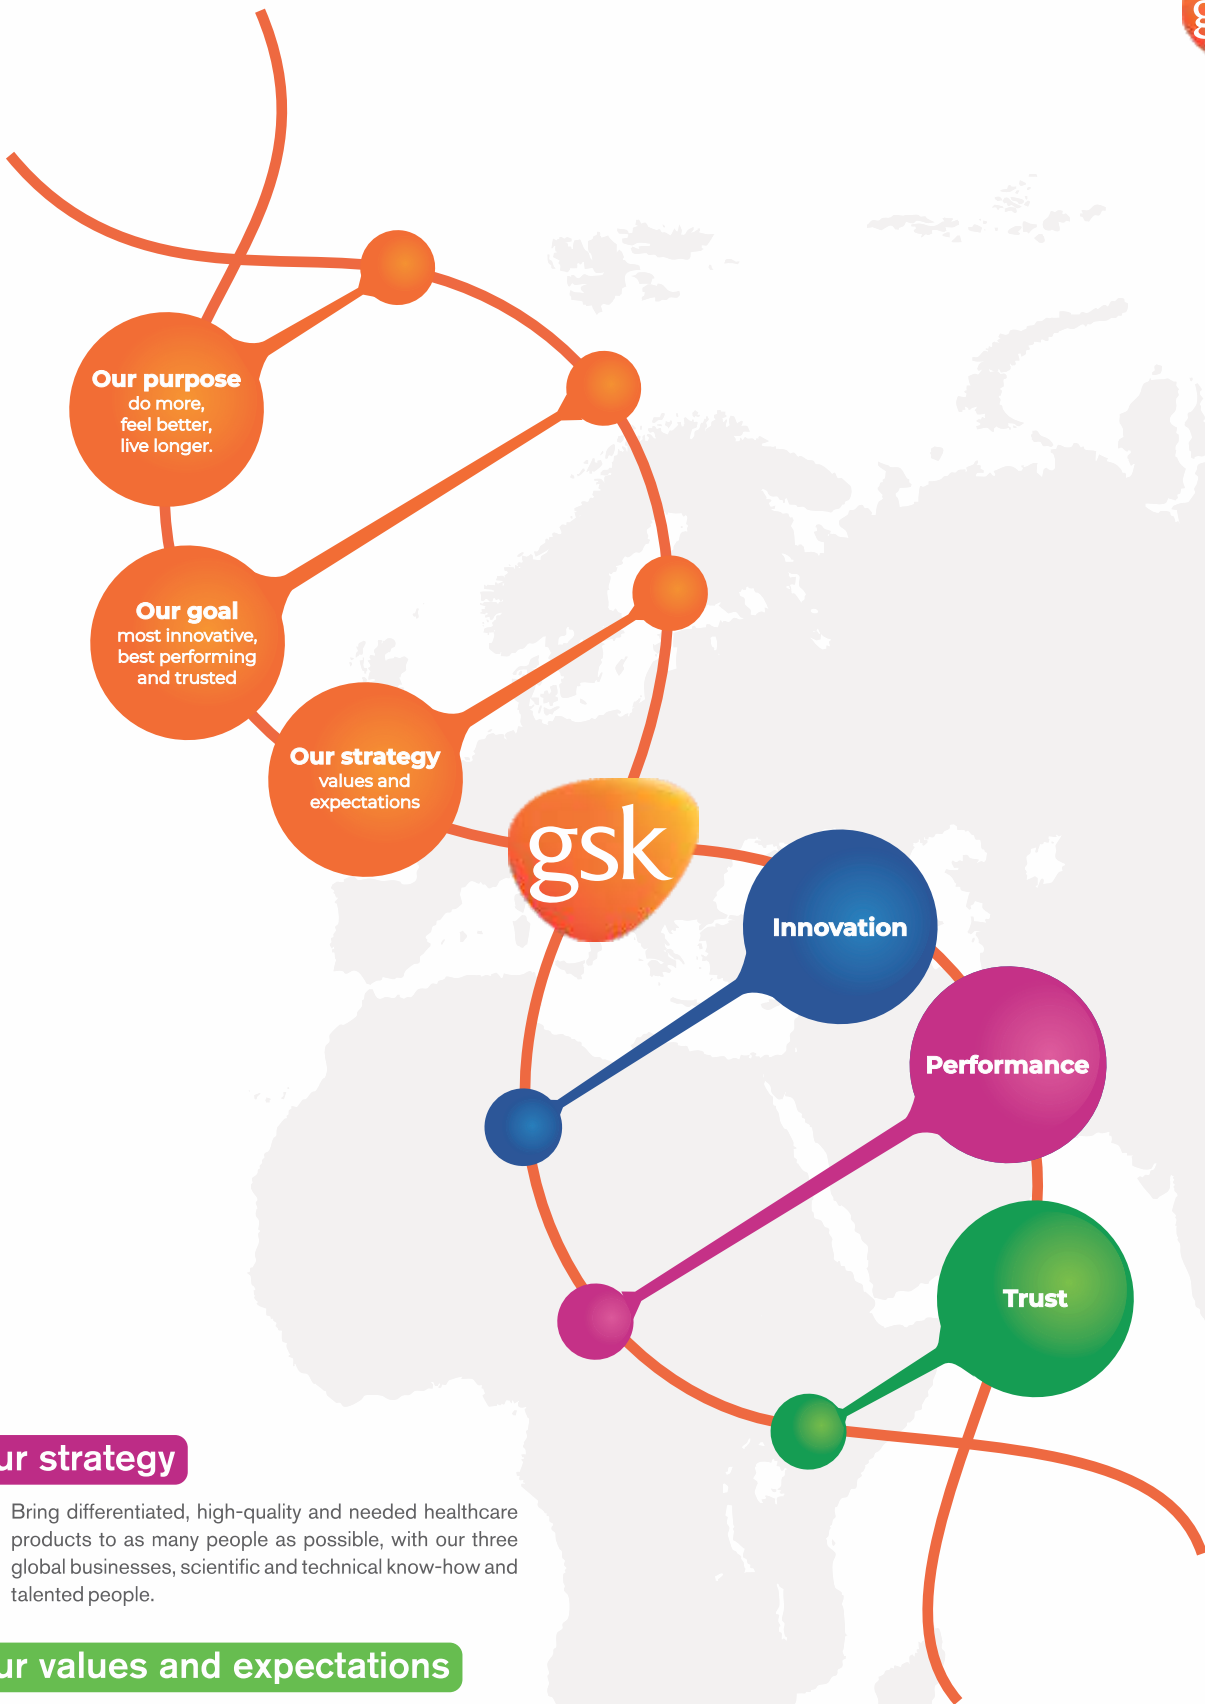 Our purpose
do more,
feel better,
live longer.
Our goal
most innovative,
best performing
and trusted
Our strategy
values and
expectations
gsk
Innovation
Performance
Trust
ur strategy
Bring differentiated, high-quality and needed healthcare
products to as many people as possible, with our three
global businesses, scientific and technical know-how and
talented people.
ur values and expectations